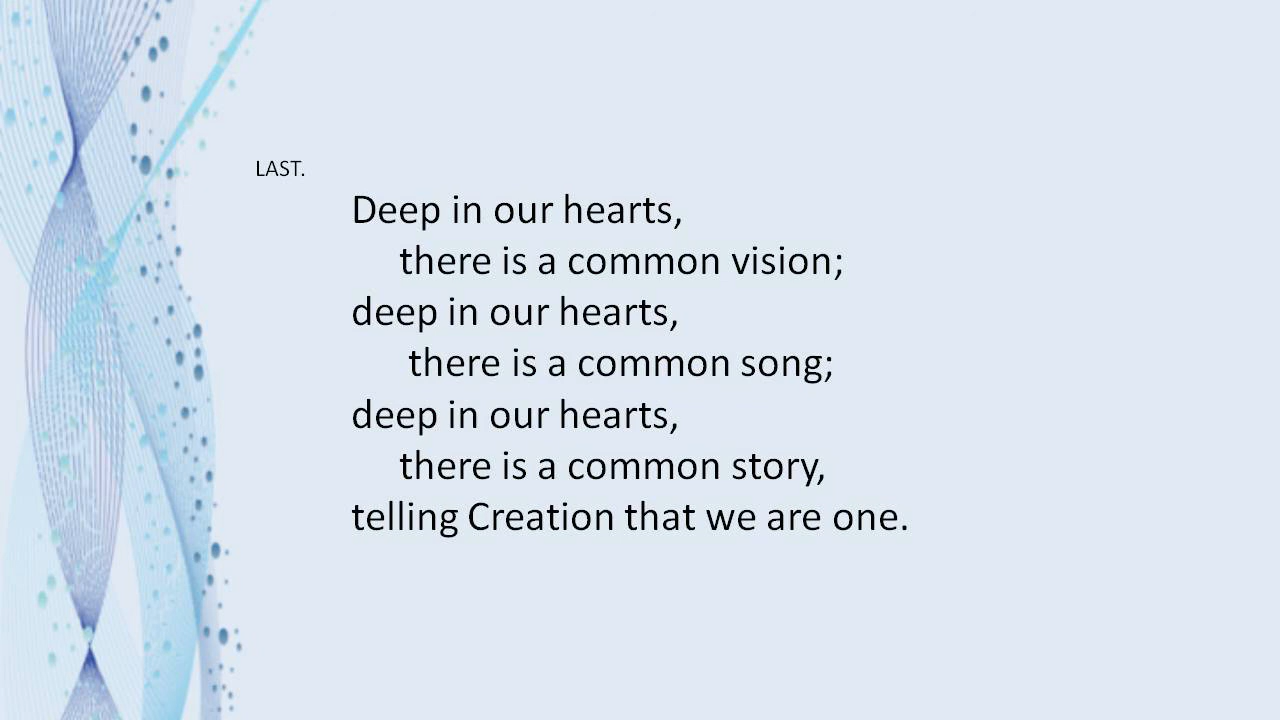 LAST.
Deep in our hearts,
there is a common vision;
deep in our hearts,
there is a common song;
deep in our hearts,
there is a common story,
telling Creation that we are one.